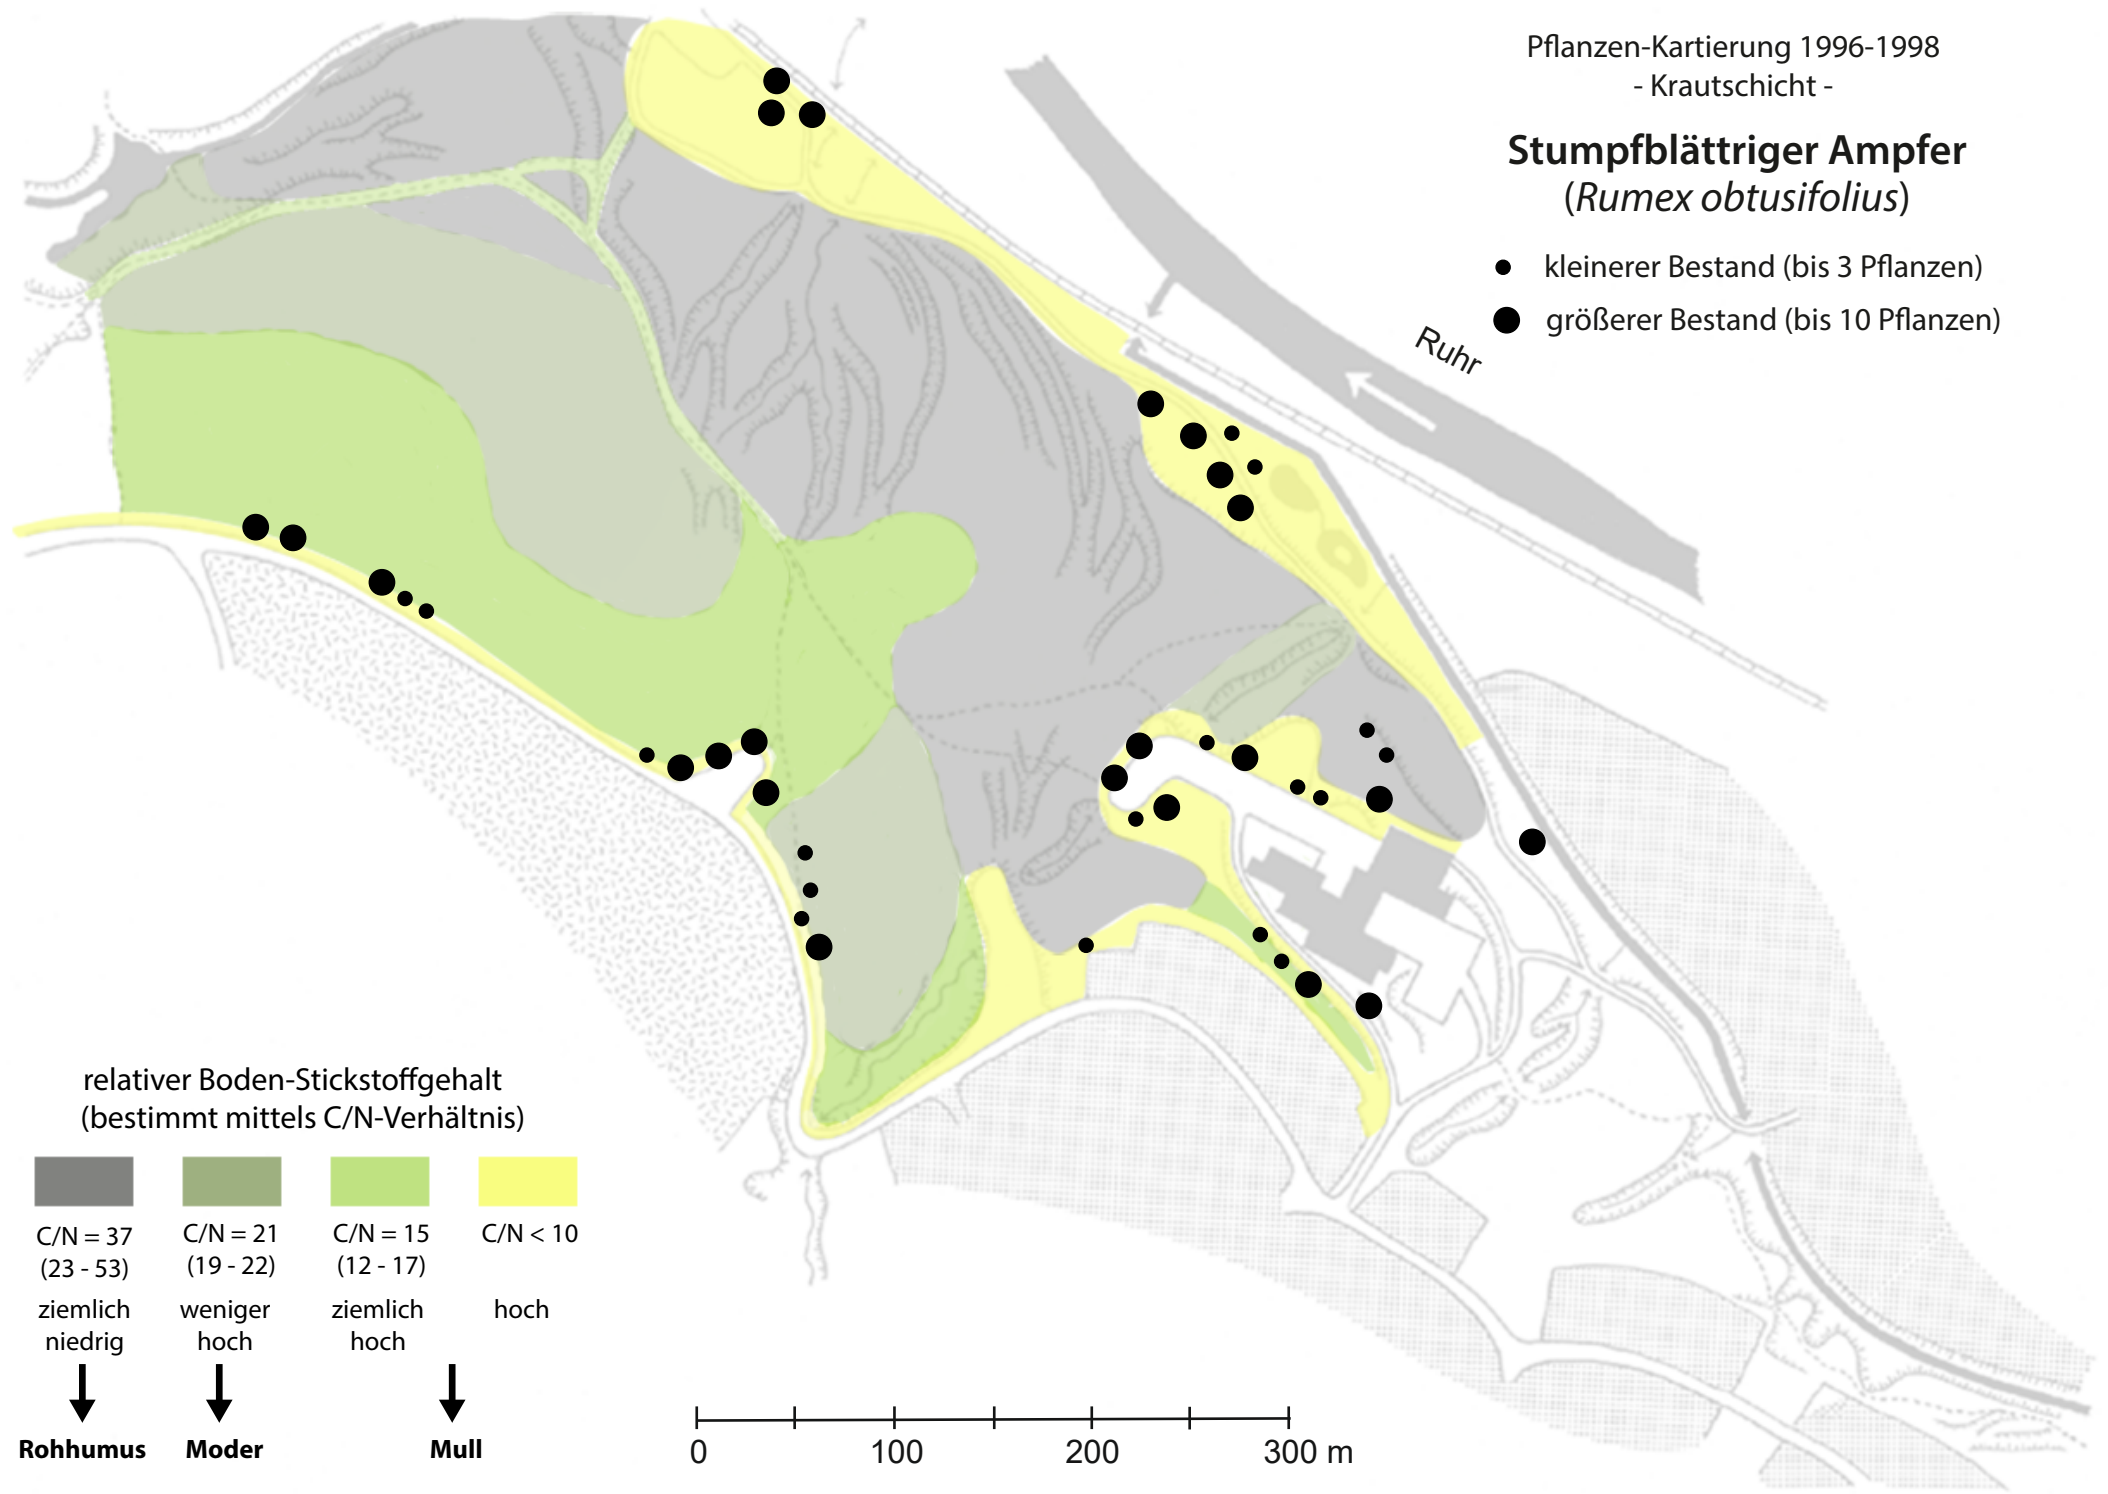 Pflanzen-Kartierung 1996-1998
- Krautschicht -
Stumpfblättriger Ampfer
(Rumex obtusifolius)
kleinerer Bestand (bis 3 Pflanzen)
größerer Bestand (bis 10 Pflanzen)
Ruhr
relativer Boden-Stickstoffgehalt
(bestimmt mittels C/N-Verhältnis)
C/N = 37 C/N = 21 C/N = 15 C/N < 10
(23 - 53) (19 - 22) (12 - 17)
ziemlich weniger ziemlich hoch
niedrig hoch hoch
Rohhumus Moder Mull
0 100 200 300 m